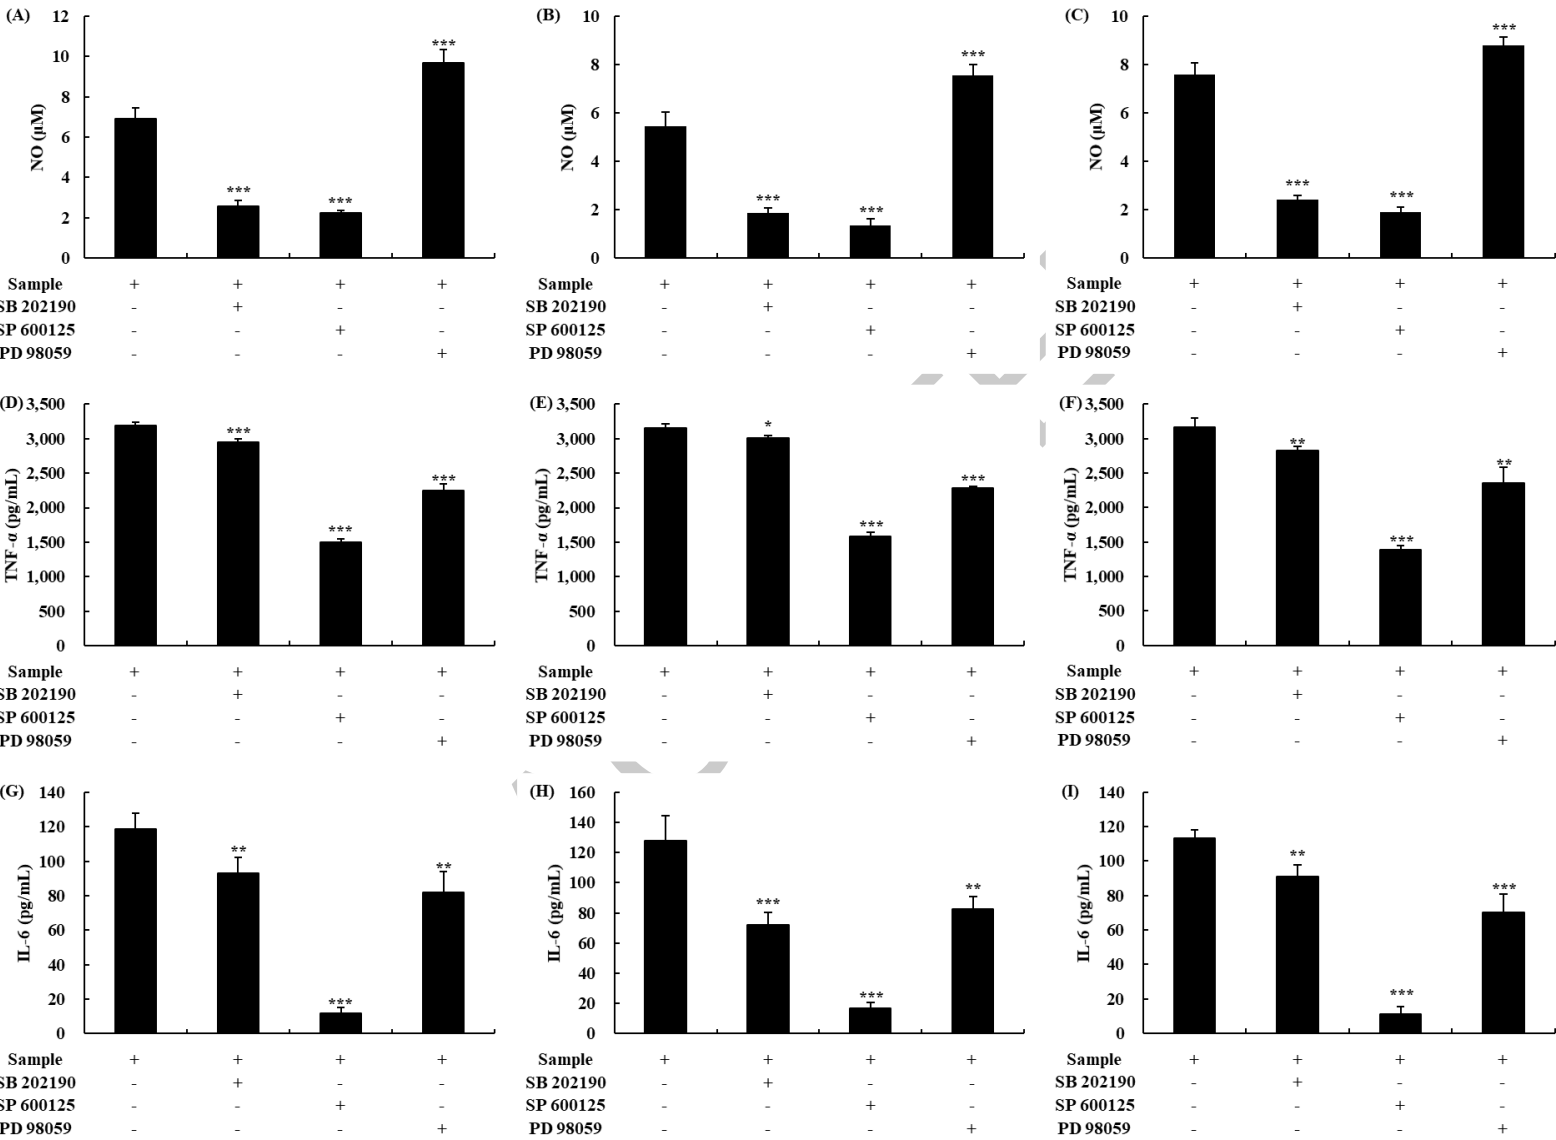 (A) (B) (C)
12 10 10
10 8 8
8 6 6
6 4 4
4 2 2
2 0 0
0
NO (μM) NO (μM) NO (μM)
*** *** *** *** *** *** *** *** ***
Sample + + + + Sample + + + + Sample + + + +
SB 202190 - + - - SB 202190 - + - - SB 202190 - + - -
SP 600125 - - + - SP 600125 - - + - SP 600125 - - + -
PD 98059 - - - + PD 98059 - - - + PD 98059 - - - +
(D) 3,500 (E) 3,500 (F) 3,500
3,000 3,000 3,000
2,500 2,500 2,500
2,000 2,000 2,000
1,500 1,500 1,500
1,000 1,000 1,000
500 500 500
0 0 0
TNF-α (pg/mL) TNF-α (pg/mL) TNF-α (pg/mL)
*** *** *** * *** *** ** *** **
Sample + + + + Sample + + + + Sample + + + +
SB 202190 - + - - SB 202190 - + - - SB 202190 - + - -
SP 600125 - - + - SP 600125 - - + - SP 600125 - - + -
PD 98059 - - - + PD 98059 - - - + PD 98059 - - - +
(G) 140 (H) 160 (I) 140
120 140 120
100 120 100
80 100 80
60 80 60
40 60 40
20 40 20
0 20 0
0
IL-6 (pg/mL) IL-6 (pg/mL) IL-6 (pg/mL)
** *** ** *** *** ** ** *** ***
Sample + + + + Sample + + + + Sample + + + +
SB 202190 - + - - SB 202190 - + - - SB 202190 - + - -
SP 600125 - - + - SP 600125 - - + - SP 600125 - - + -
PD 98059 - - - + PD 98059 - - - + PD 98059 - - - +